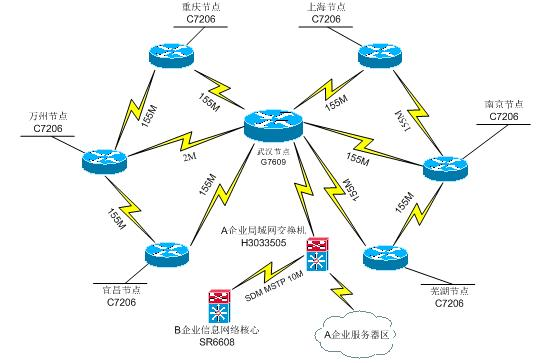 重庆节点
C7206
上海节点
C7206
155M
155M
155M
155M
万州节点
C7206
南京节点
C7206
武汉节点
G7609
2M
155M
155M
155M
155M
155M
A企业局域网交换机
H3033505
宜昌节点
C7206
SDM MSTP 10M
芜湖节点
C7206
B企业信息网络核心
SR6608
A企业服务器区